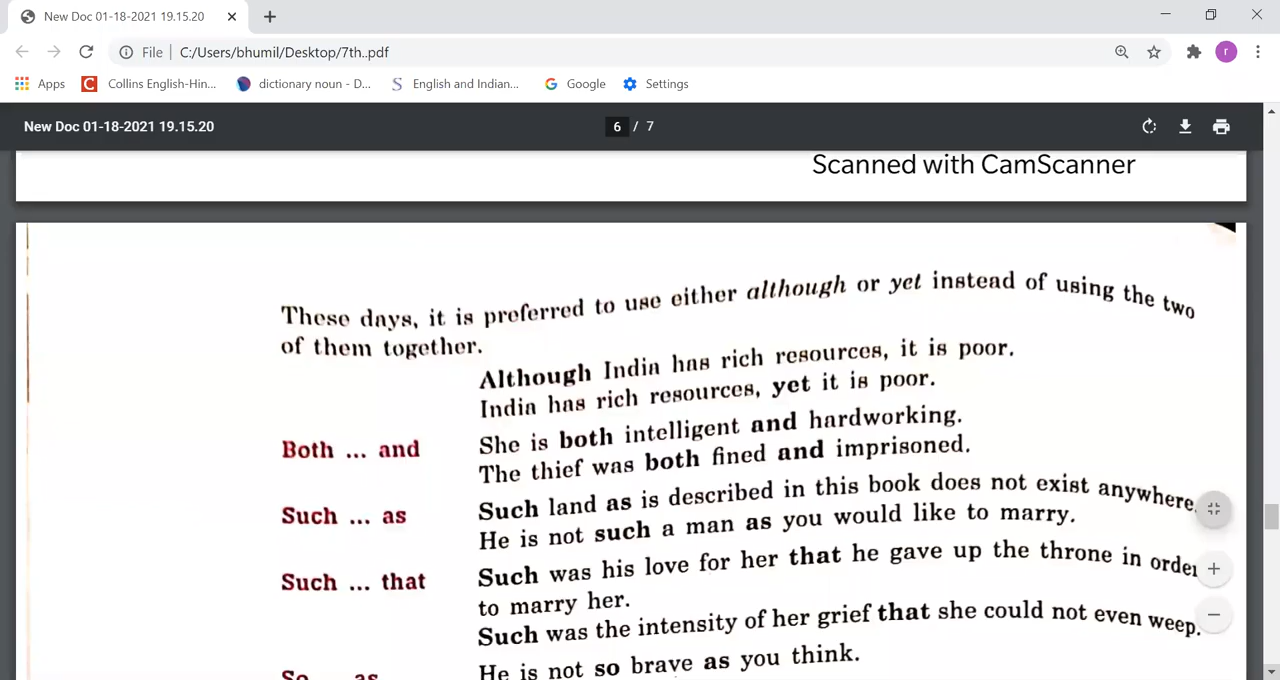 New Doc 01-18-2021 19.15.20
File C:/Users/bhumil/Desktop/7th..pdf r
Apps Collins English-Hin... dictionary noun - D... English and Indian... Google Settings
New Doc 01-18-2021 19.15.20 6 / 7
Scanned with CamScanner
These days, it is preferred to use either although or yet instead of using the two
of them together.
Although India has rich resources, it is poor.
India has rich resources, yet it is poor.
Both ... and She is both intelligent and hardworking.
The thief was both fined and imprisoned.
Such ... as Such land as is described in this book does not exist anywhere.
He is not such a man as you would like to marry.
Such ... that Such was his love for her that he gave up the throne in order
to marry her.
Such was the intensity of her grief that she could not even weep.
So ... as He is not so brave as you think.